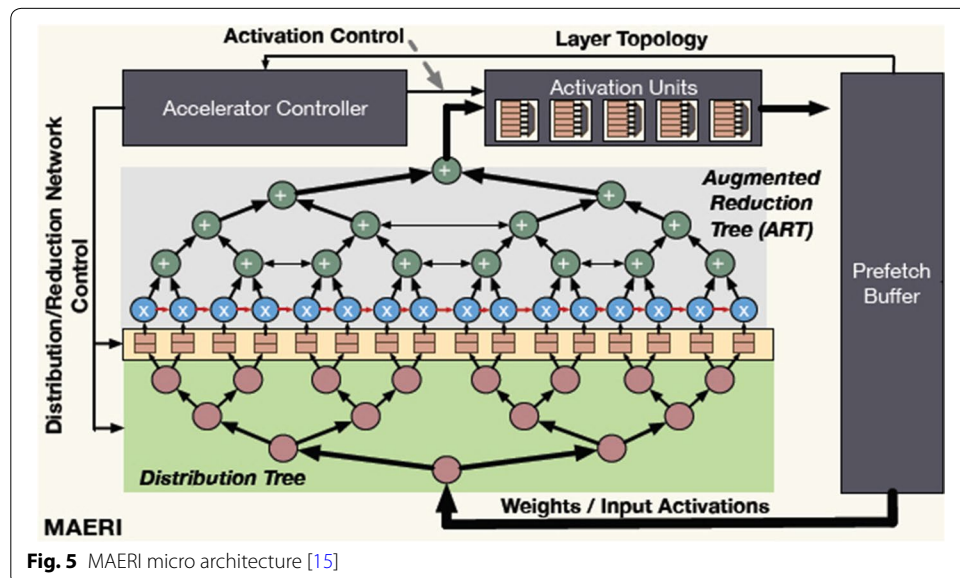 Activation Control
Layer Topology
Accelerator Controller
Activation Units
Augmented
Reduction
Tree (ART)
Distribution/Reduction Network
Control
Prefetch
Buffer
+
+ +
+ + + +
+ + + + + + + +
X X X X X X X X X X X X X X X X
Distribution Tree
Weights / Input Activations
MAERI
Fig. 5 MAERI micro architecture [15]